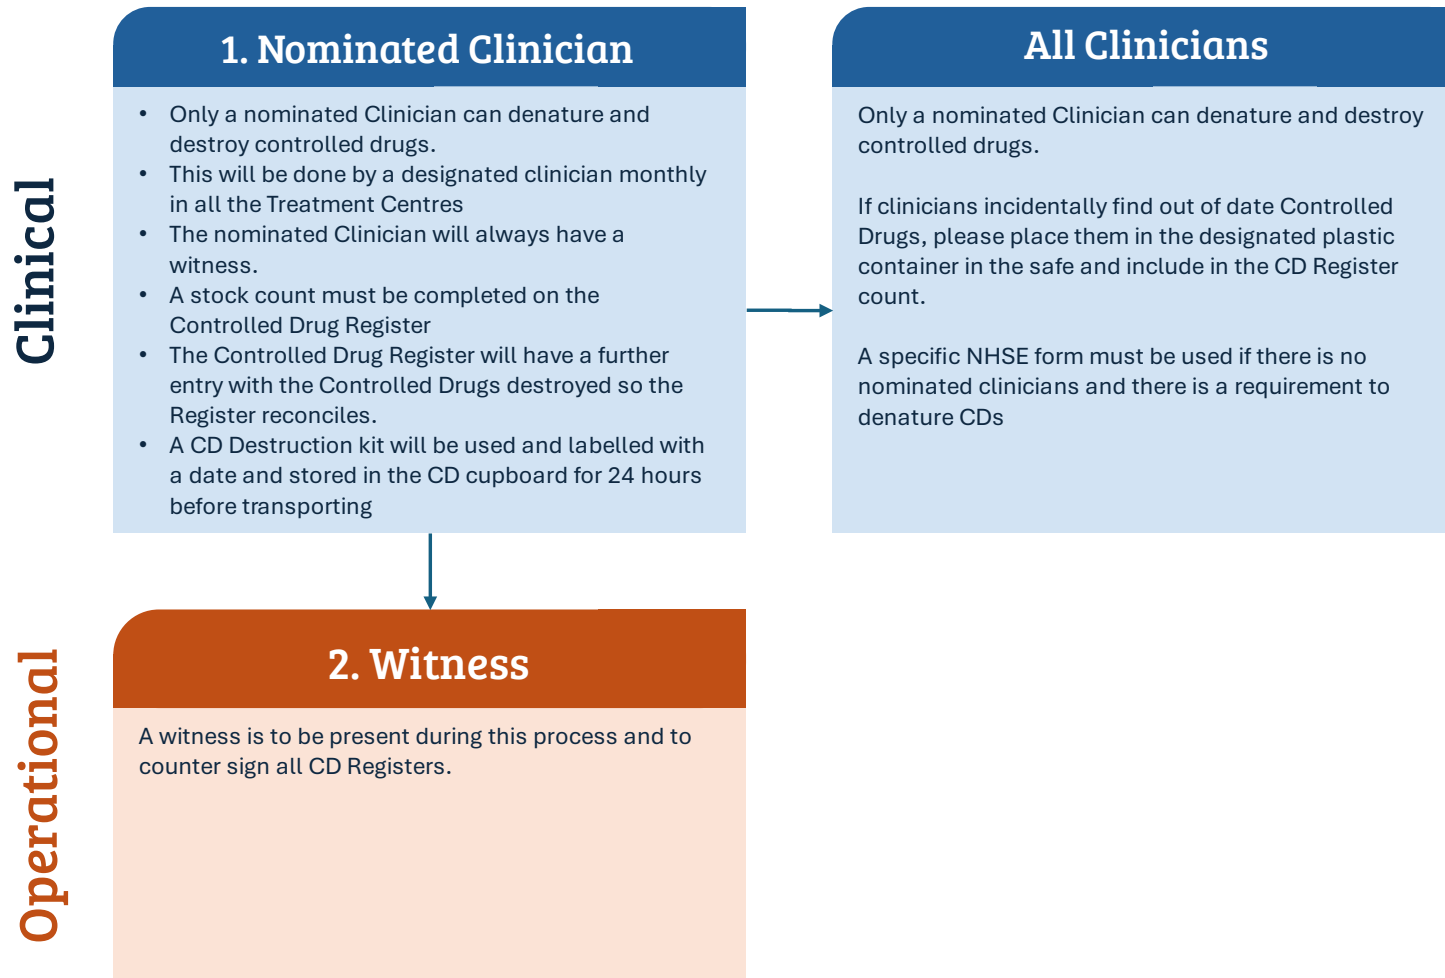 Clinical
1. Nominated Clinician
• Only a nominated Clinician can denature and
destroy controlled drugs.
• This will be done by a designated clinician monthly
in all the Treatment Centres
• The nominated Clinician will always have a
witness.
• A stock count must be completed on the
Controlled Drug Register
• The Controlled Drug Register will have a further
entry with the Controlled Drugs destroyed so the
Register reconciles.
• A CD Destruction kit will be used and labelled with
a date and stored in the CD cupboard for 24 hours
before transporting
All Clinicians
Only a nominated Clinician can denature and destroy
controlled drugs.
If clinicians incidentally find out of date Controlled
Drugs, please place them in the designated plastic
container in the safe and include in the CD Register
count.
A specific NHSE form must be used if there is no
nominated clinicians and there is a requirement to
denature CDs
Operational
2. Witness
A witness is to be present during this process and to
counter sign all CD Registers.